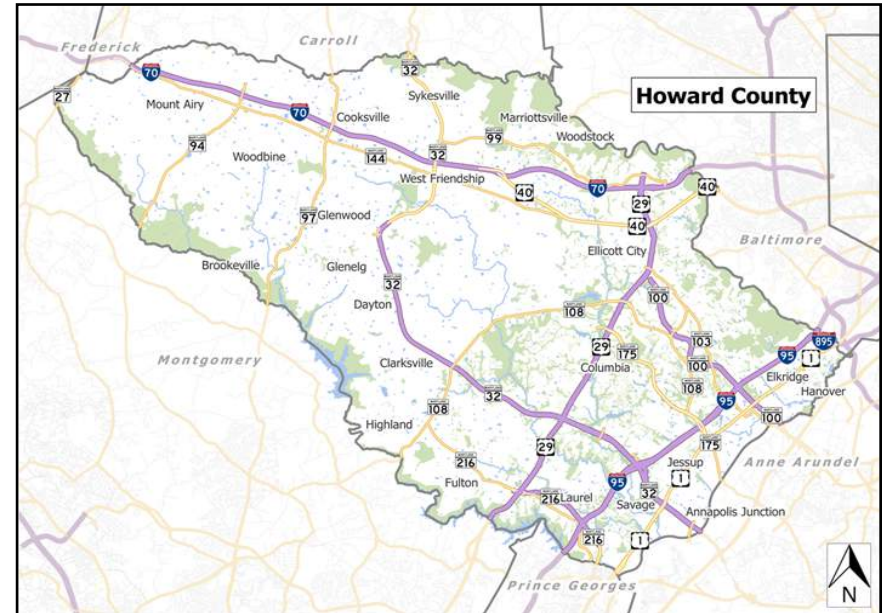 Frederick
Carroll
Howard County
27
70
Mount Airy
70
32
Sykesville
Cooksville
Marriottsville
94
Woodbine
144
32
99
Woodstock
West Friendship
40
70
29
40
40
97
Glenwood
Ellicott City
Baltimore
Brookeville
Glenelg
32
Dayton
100
108
Montgomery
Clarksville
29
175
Columbia
103
100
108
95
895
1
Elkridge
Hanover
95
100
32
108
Highland
29
175
216
Fulton
Jessup
Anne Arundel
95
1
216
Laurel
Savage
32
Annapolis Junction
216
1
Prince Georges
N